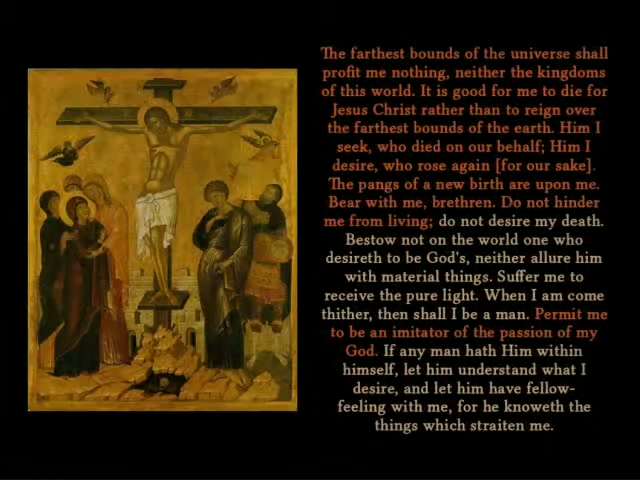 The farthest bounds of the universe shall
profit me nothing, neither the kingdoms
of this world. It is good for me to die for
Jesus Christ rather than to reign over
the farthest bounds of the earth. Him I
seek, who died on our behalf; Him I
desire, who rose again [for our sake].
The pangs of a new birth are upon me.
Bear with me, brethren. Do not hinder
me from living; do not desire my death.
Bestow not on the world one who
desireth to be God's, neither allure him
with material things. Suffer me to
receive the pure light. When I am come
thither, then shall I be a man. Permit me
to be an imitator of the passion of my
God. If any man hath Him within
himself, let him understand what I
desire, and let him have fellow-
feeling with me, for he knoweth the
things which straiten me.